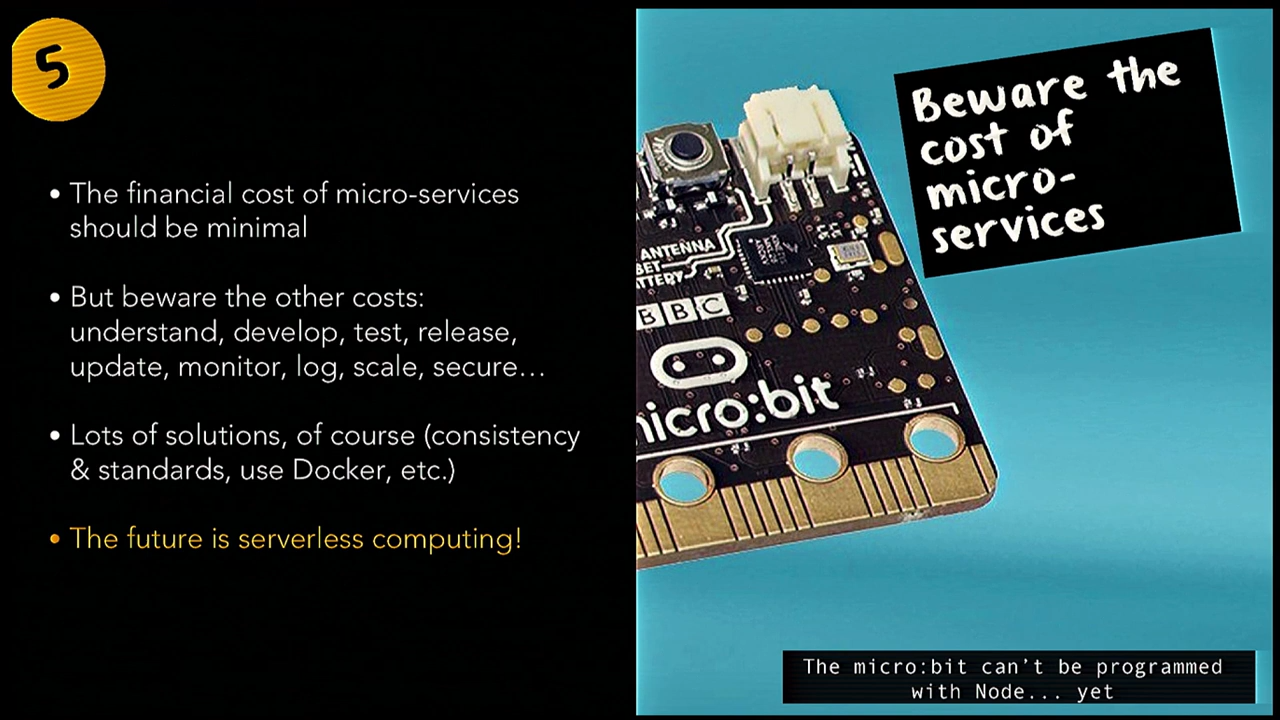 5
• The financial cost of micro-services
should be minimal
• But beware the other costs:
understand, develop, test, release,
update, monitor, log, scale, secure...
• Lots of solutions, of course (consistency
& standards, use Docker, etc.)
• The future is serverless computing!
Beware the
cost of
micro-
services
ANTENNA
BBC
micro:bit
The micro:bit can't be programmed
with Node... yet